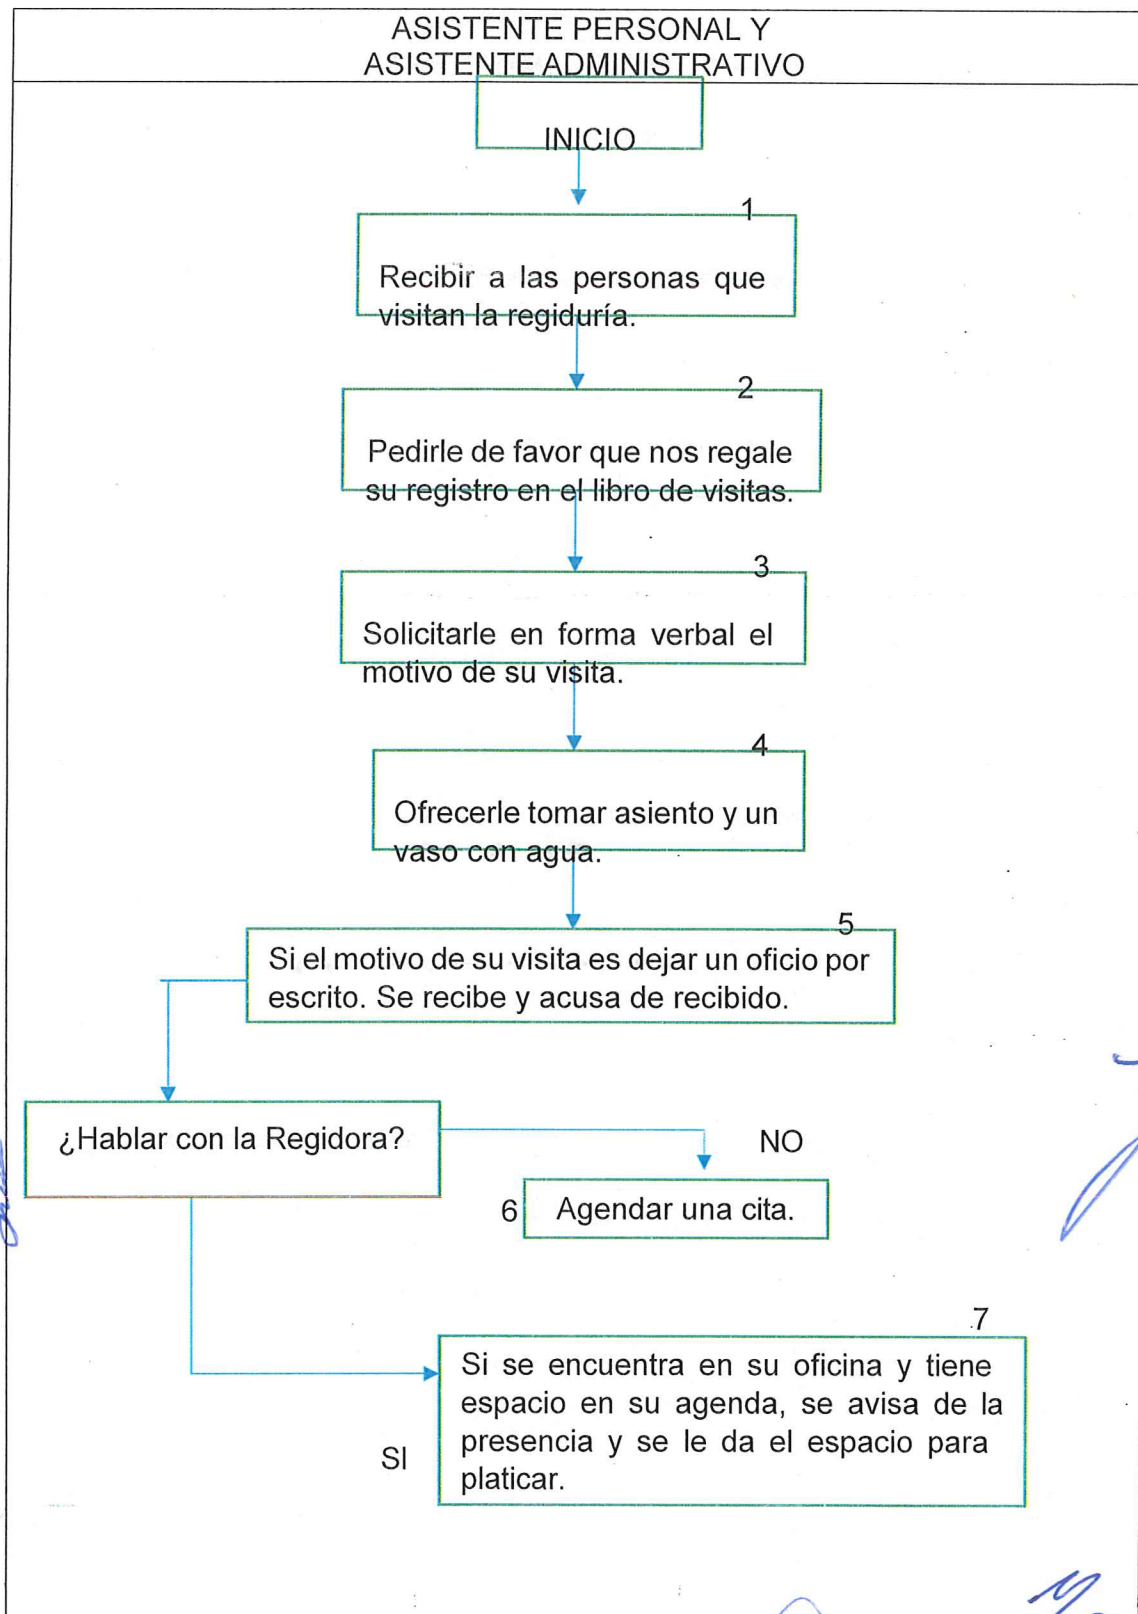 ASISTENTE PERSONAL Y
ASISTENTE ADMINISTRATIVO
INICIO
1
Recibir a las personas que
visitan la regiduría.
2
Pedirle de favor que nos regale
su registro en el libro de visitas.
3
Solicitarle en forma verbal el
motivo de su visita.
4
Ofrecerle tomar asiento y un
vaso con agua.
5
Si el motivo de su visita es dejar un oficio por
escrito. Se recibe y acusa de recibido.
¿Hablar con la Regidora?
NO
6
Agendar una cita.
7
Si se encuentra en su oficina y tiene
espacio en su agenda, se avisa de la
presencia y se le da el espacio para
platicar.
SI